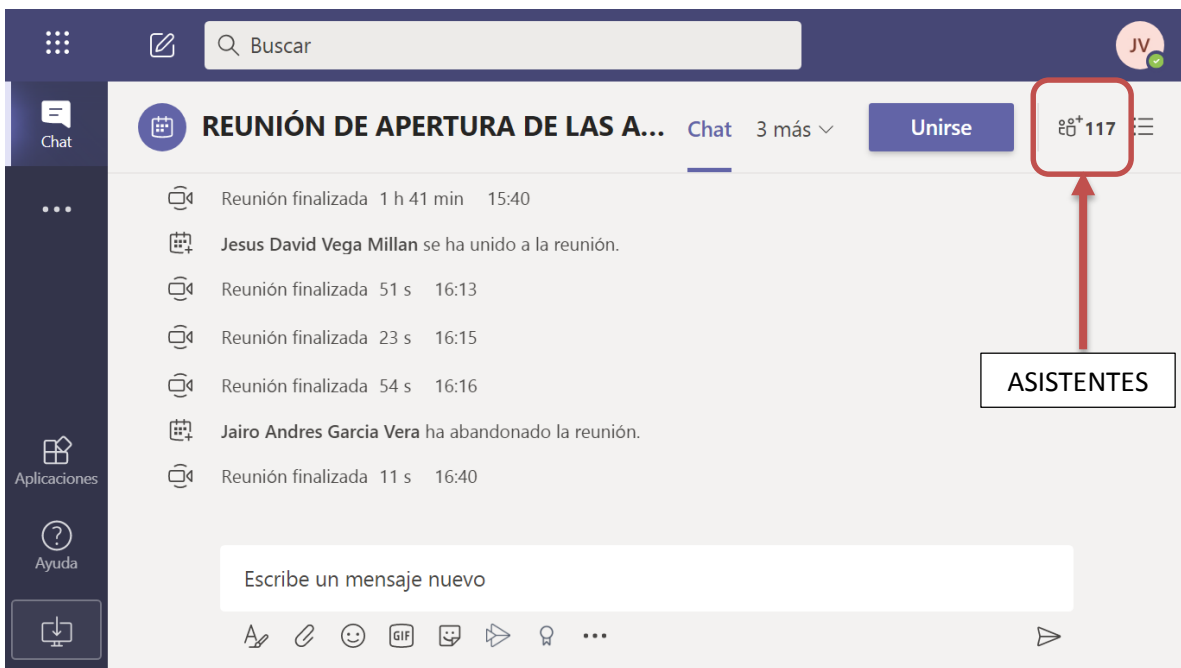 Buscar
JV
Chat
REUNIÓN DE APERTURA DE LAS A... Chat 3 más Unirse 117
Reunión finalizada 1 h 41 min 15:40
Jesus David Vega Millan se ha unido a la reunión.
Reunión finalizada 51 s 16:13
Reunión finalizada 23 s 16:15
Reunión finalizada 54 s 16:16
ASISTENTES
Jairo Andres Garcia Vera ha abandonado la reunión.
Aplicaciones
Reunión finalizada 11 s 16:40
Ayuda
Escribe un mensaje nuevo
GIF